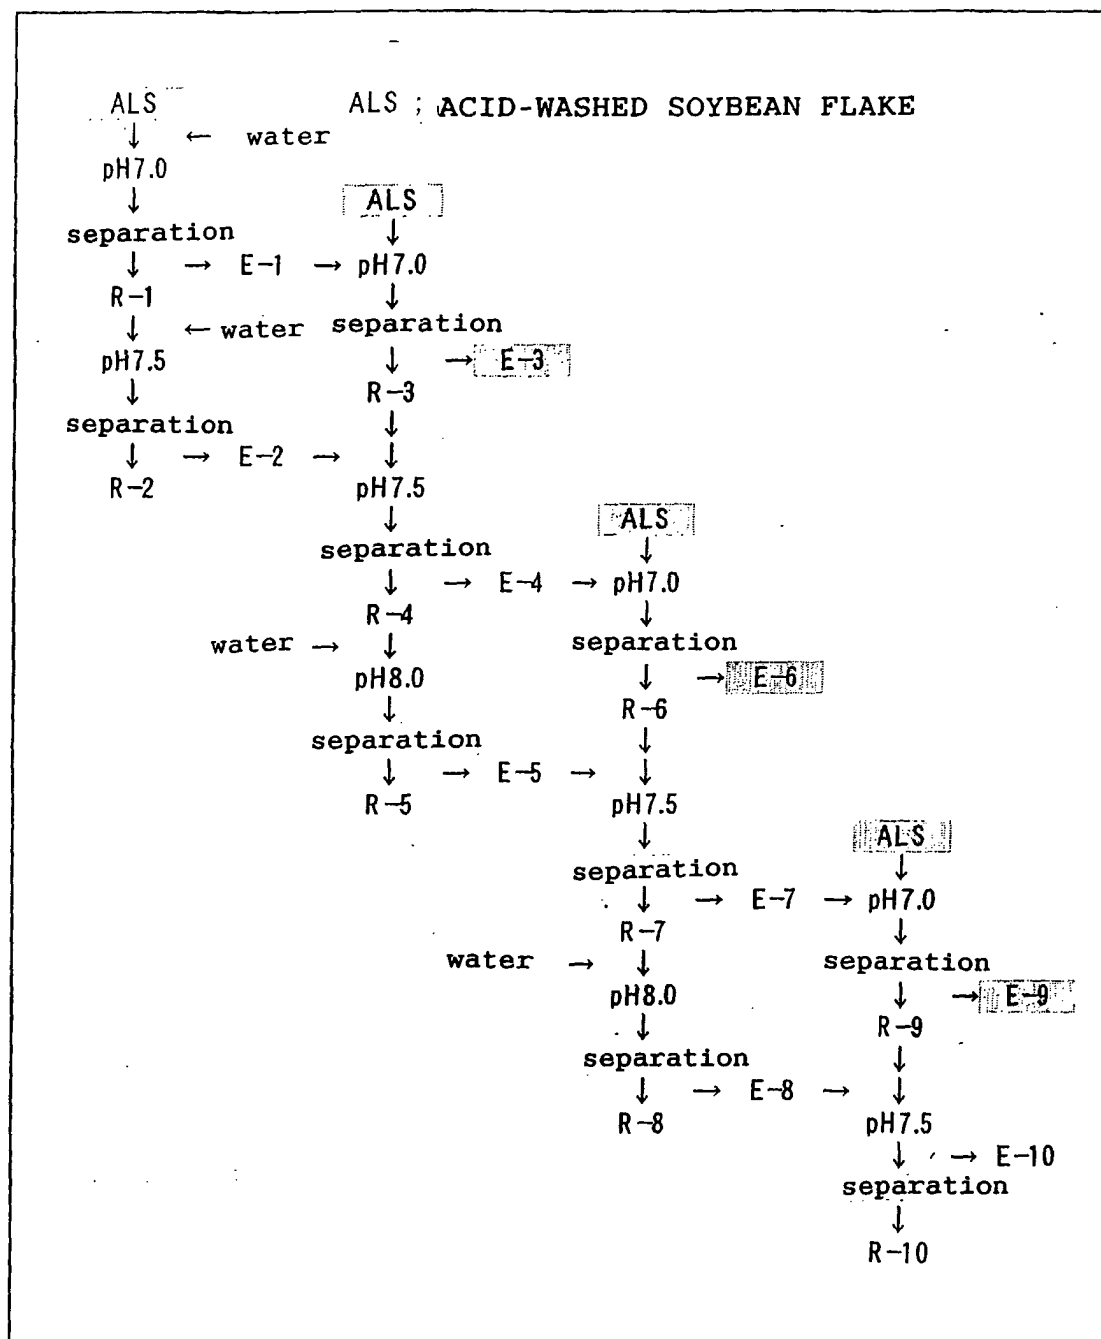 ALS ALS ; ACID-WASHED SOYBEAN FLAKE
↓ ← water
pH7.0
↓ ALS
separation ↓
↓ → E-1 → pH7.0
R-1 ↓
↓ ← water separation
pH7.5 ↓ → E-3
↓ R-3
separation ↓
↓ → E-2 → ↓
R-2 pH7.5
↓ ALS
separation ↓
↓ → E-4 → pH7.0
R-4 ↓
water → ↓ separation
pH8.0 ↓ → E-6
↓ R-6
separation ↓
↓ → E-5 → ↓
R-5 pH7.5
↓ ALS
separation ↓
↓ → E-7 → pH7.0
R-7 ↓
water → ↓ separation
pH8.0 ↓ → E-9
↓ R-9
separation ↓
↓ → E-8 → ↓
R-8 pH7.5
↓ → E-10
separation
↓
R-10